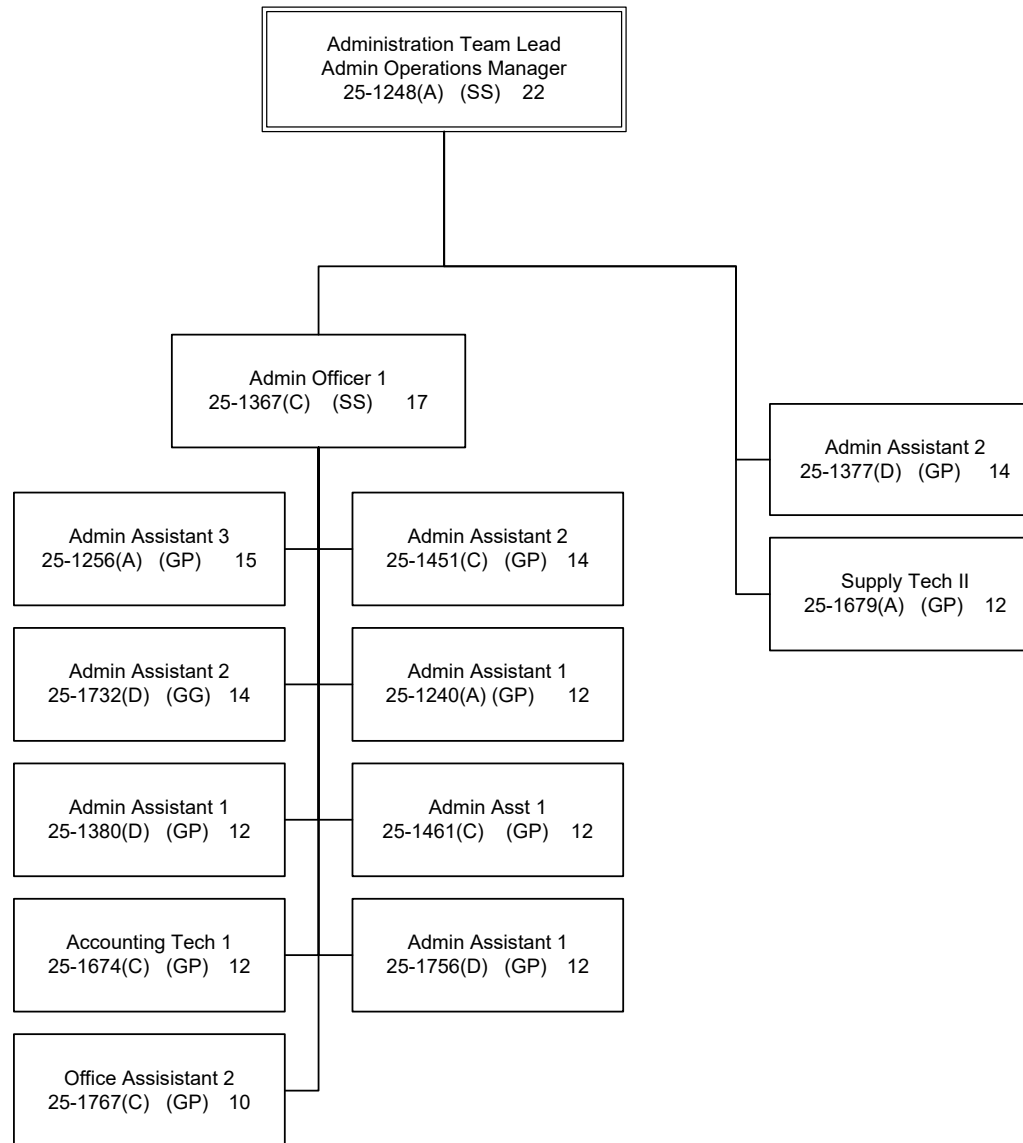 Administration Team Lead
Admin Operations Manager
25-1248(A) (SS) 22
Admin Officer 1
25-1367(C) (SS) 17
Admin Assistant 2
25-1377(D) (GP) 14
Admin Assistant 3
25-1256(A) (GP) 15
Admin Assistant 2
25-1451(C) (GP) 14
Supply Tech II
25-1679(A) (GP) 12
Admin Assistant 2
25-1732(D) (GG) 14
Admin Assistant 1
25-1240(A) (GP) 12
Admin Assistant 1
25-1380(D) (GP) 12
Admin Asst 1
25-1461(C) (GP) 12
Accounting Tech 1
25-1674(C) (GP) 12
Admin Assistant 1
25-1756(D) (GP) 12
Office Assisistant 2
25-1767(C) (GP) 10